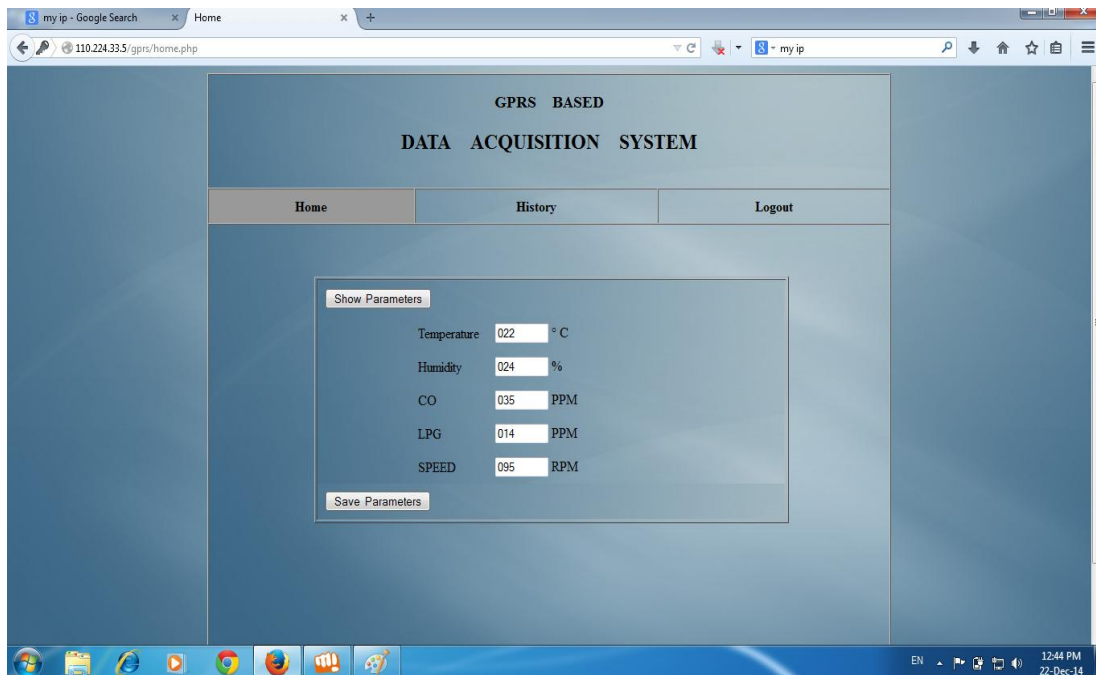 my ip - Google Search
Home
110.224.33.5/gprs/home.php
8 - my ip
GPRS BASED
DATA ACQUISITION SYSTEM
Home History Logout
Show Parameters
Temperature 022 ° C
Humidity 024 %
CO 035 PPM
LPG 014 PPM
SPEED 095 RPM
Save Parameters
EN
12:44 PM
22-Dec-14